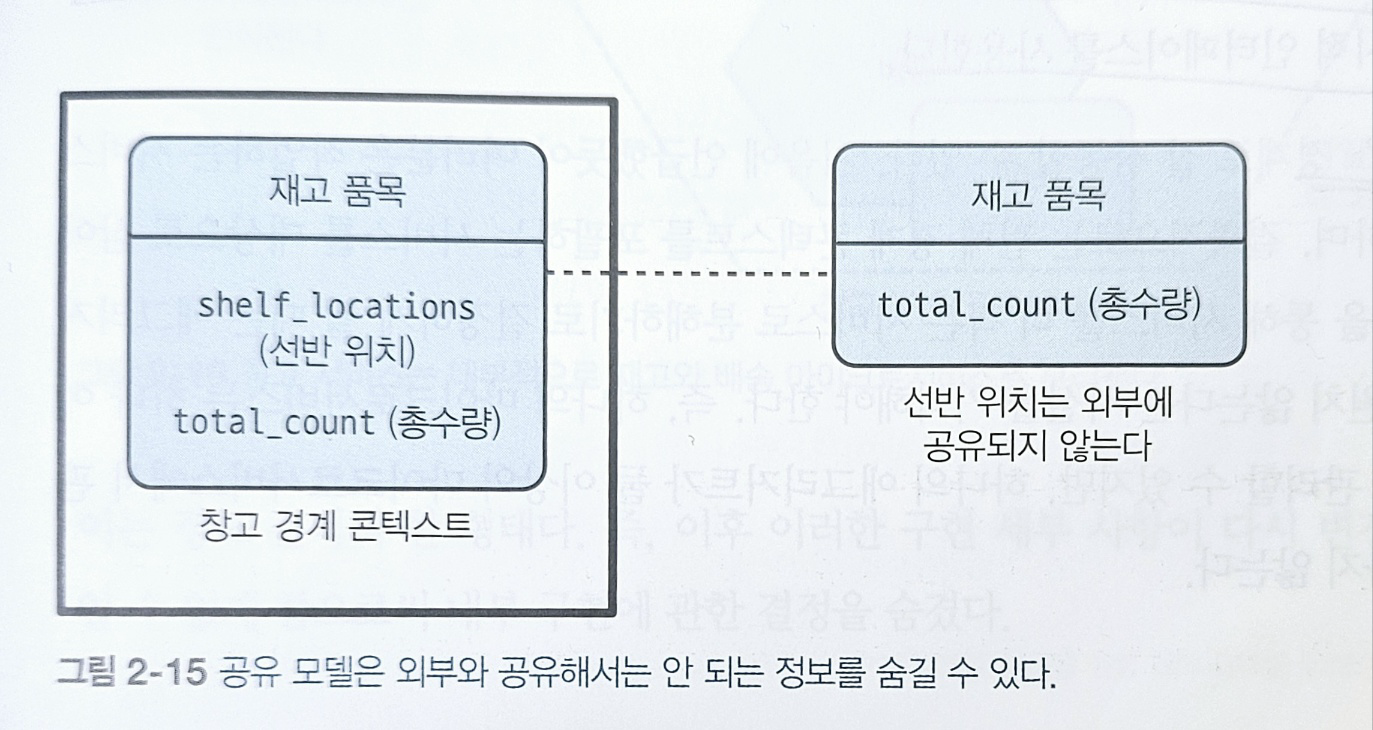 재고 품목
shelf_locations
(선반 위치)
total_count (총수량)
창고 경계 콘텍스트
재고 품목
total_count (총수량)
선반 위치는 외부에
공유되지 않는다
그림 2-15 공유 모델은 외부와 공유해서는 안 되는 정보를 숨길 수 있다.